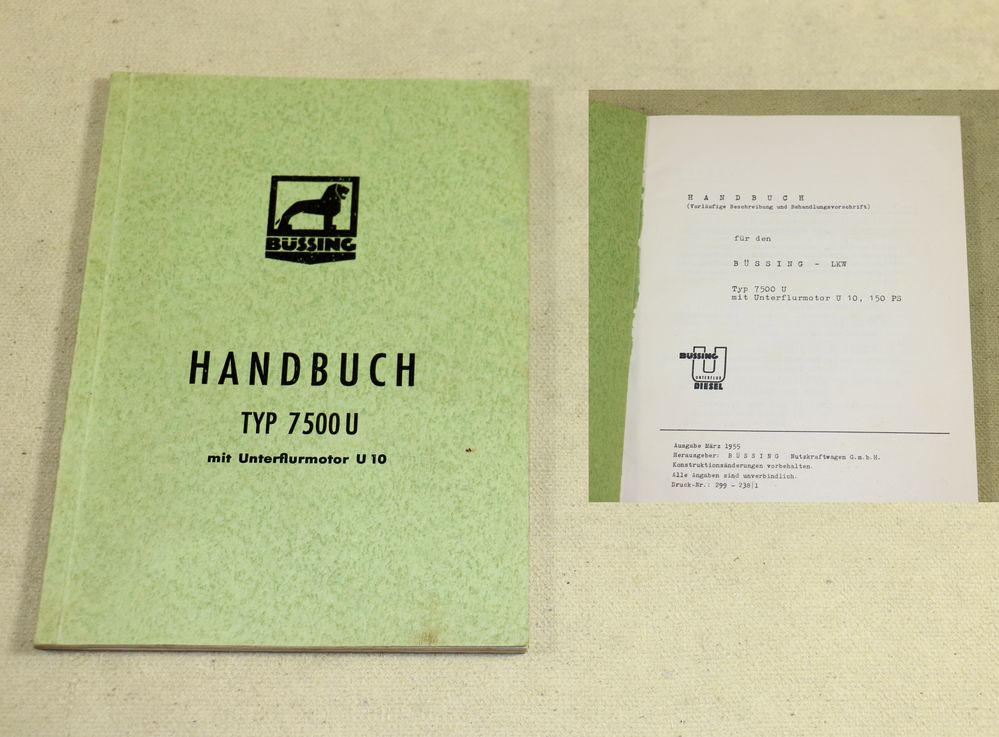 BÜSSING
HANDBUCH
TYP 7500 U
mit Unterflurmotor U 10
H A N D B U C H
(Vorläufige Beschreibung und Behandlungsvorschrift)
für den
B Ü S S I N G - LKW
Typ 7500 U
mit Unterflurmotor U 10, 150 PS
BÜSSING
U
UNTERFLUR
DIESEL
Ausgabe März 1955
Herausgeber: B Ü S S I N G Nutzkraftwagen G.m.b.H.
Konstruktionsänderungen vorbehalten.
Alle Angaben sind unverbindlich.
Druck-Nr.: 299 - 238|1